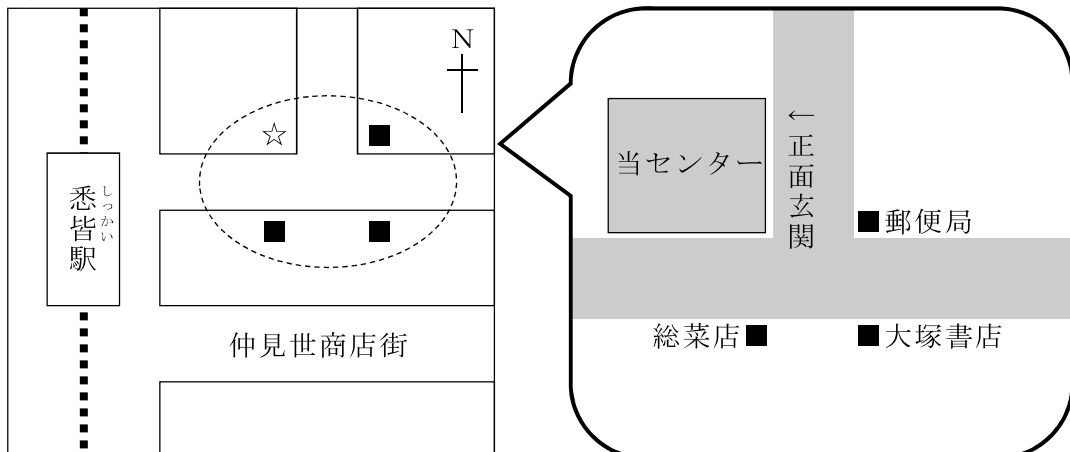 N
☆
悉皆駅
しっかい
仲見世商店街
当センター
←正面玄関
郵便局
総菜店
大塚書店